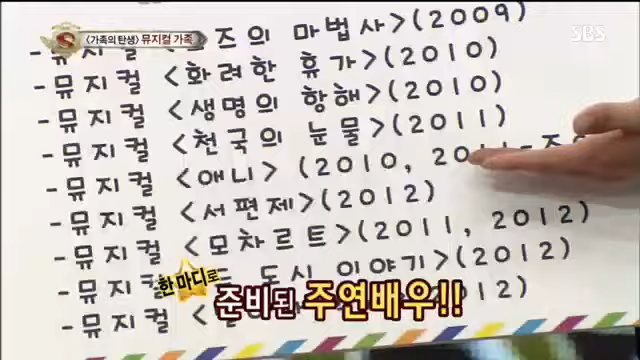 <가족의 탄생> 뮤지컬 가족
SBS
즈의 마법사>(2009)
-뮤지컬 <화려한 휴가>(2010)
-뮤지컬 <생명의 항해>(2010)
-뮤지컬 <천국의 눈물>(2011)
-뮤지컬 <애니> (2010,
-뮤지컬 <서편제>(2012)
-뮤지컬 <모차르트>(2011, 2012)
-뮤지컬 도시 이야기>(2012)
-뮤지컬 2012)
한마디로
준비된 주연배우!!